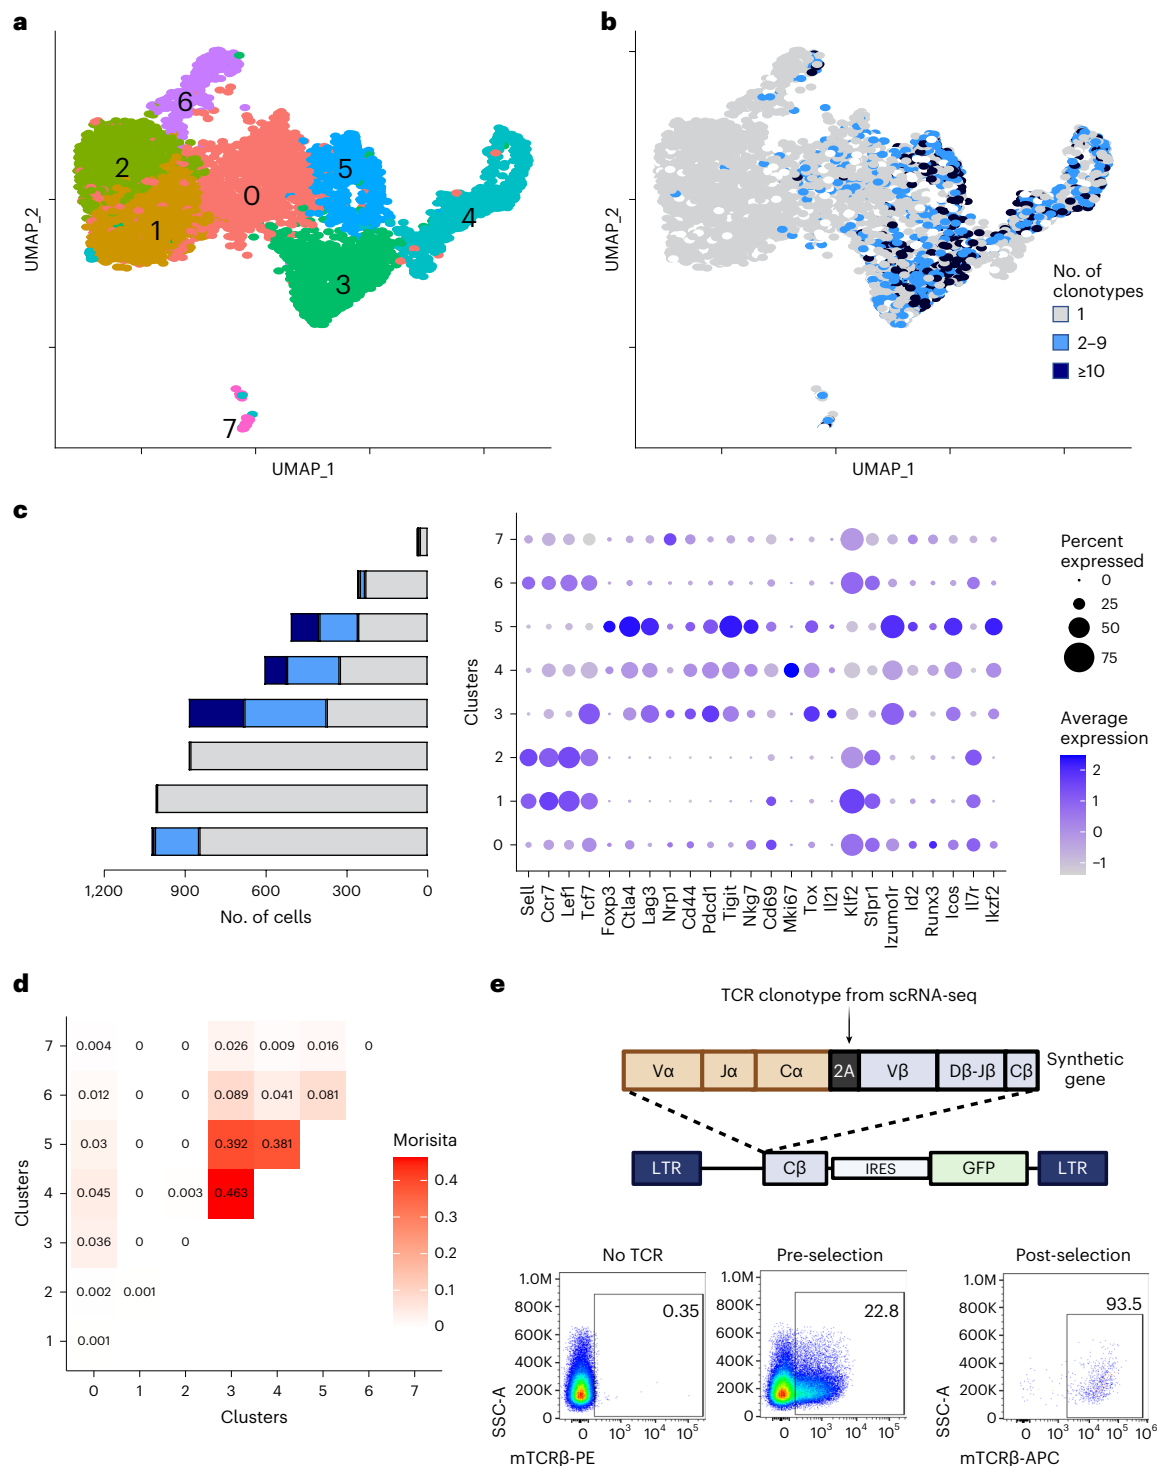 a
UMAP_2
6
2
1
0
5
4
3
7
UMAP_1
b
UMAP_2
No. of
clonotypes
1
2–9
≥10
UMAP_1
c
1,200
900
600
300
0
No. of cells
Clusters
7
6
5
4
3
2
1
0
Sell
Ccr7
Lef1
Tcf7
Foxp3
Ctla4
Lag3
Nrp1
Cd44
Pdcd1
Tigit
Nkg7
Cd69
Mki67
Tox
Il21
Klf2
S1pr1
Izumo1r
Id2
Runx3
Icos
Il7r
Ikzf2
Percent
expressed
0
25
50
75
Average
expression
2
1
0
−1
d
Clusters
7 0.004 0 0 0.026 0.009 0.016 0
6 0.012 0 0 0.089 0.041 0.081
5 0.03 0 0 0.392 0.381
4 0.045 0 0.003 0.463
3 0.036 0 0
2 0.002 0.001
1 0.001
0 1 2 3 4 5 6 7
Clusters
Morisita
0.4
0.3
0.2
0.1
0
e
TCR clonotype from scRNA-seq
Vα Jα Cα 2A Vβ Dβ-Jβ Cβ
Synthetic
gene
LTR Cβ IRES GFP LTR
No TCR
SSC-A
1.0M
800K
600K
400K
200K
0
0.35
0 10³ 10⁴ 10⁵
mTCRβ-PE
Pre-selection
1.0M
800K
600K
400K
200K
0
22.8
0 10³ 10⁴ 10⁵
Post-selection
SSC-A
1.0M
800K
600K
400K
200K
0
93.5
0 10³ 10⁴ 10⁵ 10⁶
mTCRβ-APC